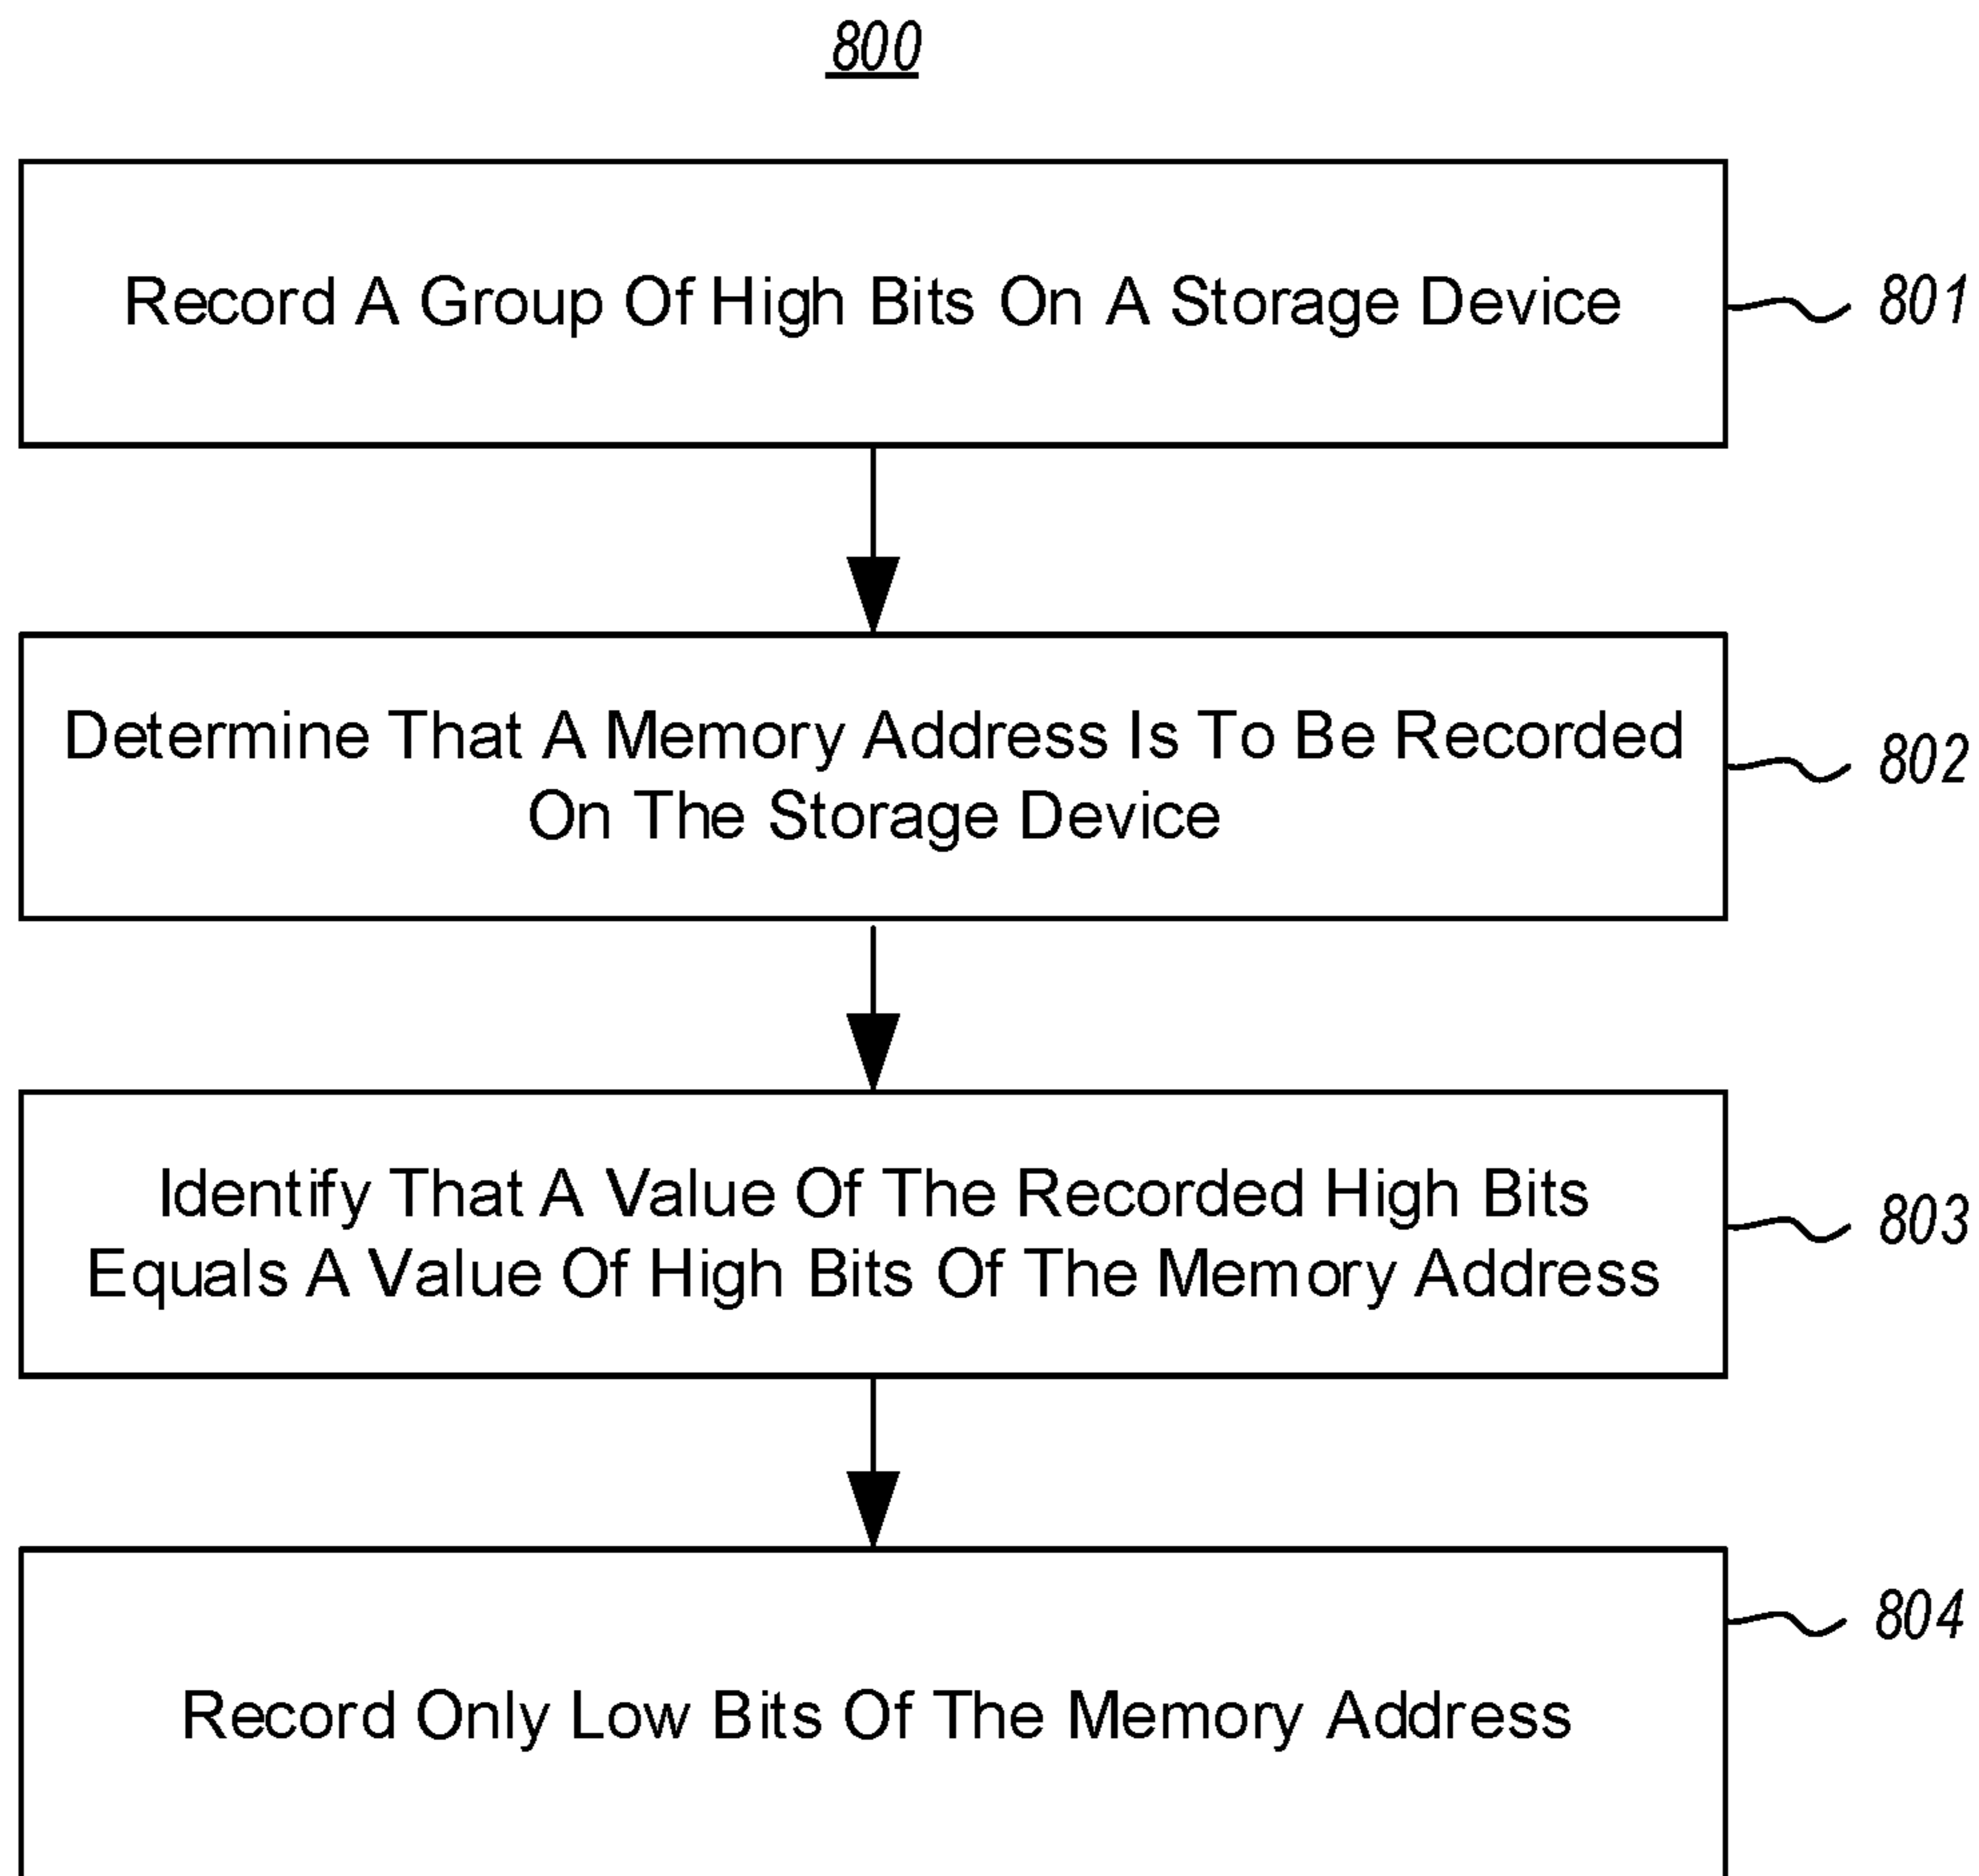 800
Record A Group Of High Bits On A Storage Device
801
Determine That A Memory Address Is To Be Recorded
On The Storage Device
802
Identify That A Value Of The Recorded High Bits
Equals A Value Of High Bits Of The Memory Address
803
Record Only Low Bits Of The Memory Address
804